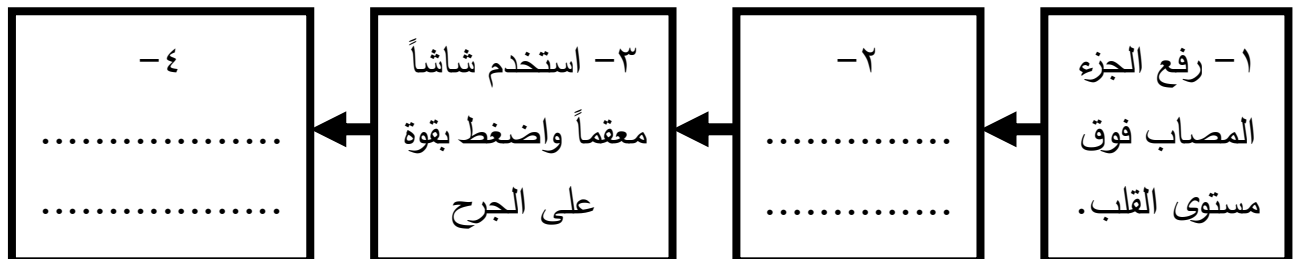 ١- رفع الجزء
المصاب فوق
مستوى القلب.
٢-
..............
..............
٣- استخدم شاشاً
معقماً واضغط بقوة
على الجرح
٤-
..................
..................